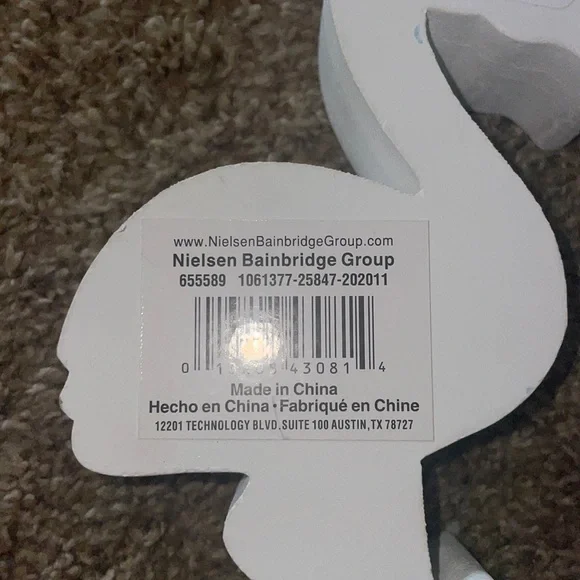 www.NielsenBainbridgeGroup.com
Nielsen Bainbridge Group
655589 1061377-25847-202011
0 43081 4
Made in China
Hecho en China·Fabriqué en Chine
12201 TECHNOLOGY BLVD. SUITE 100 AUSTIN, TX 78727